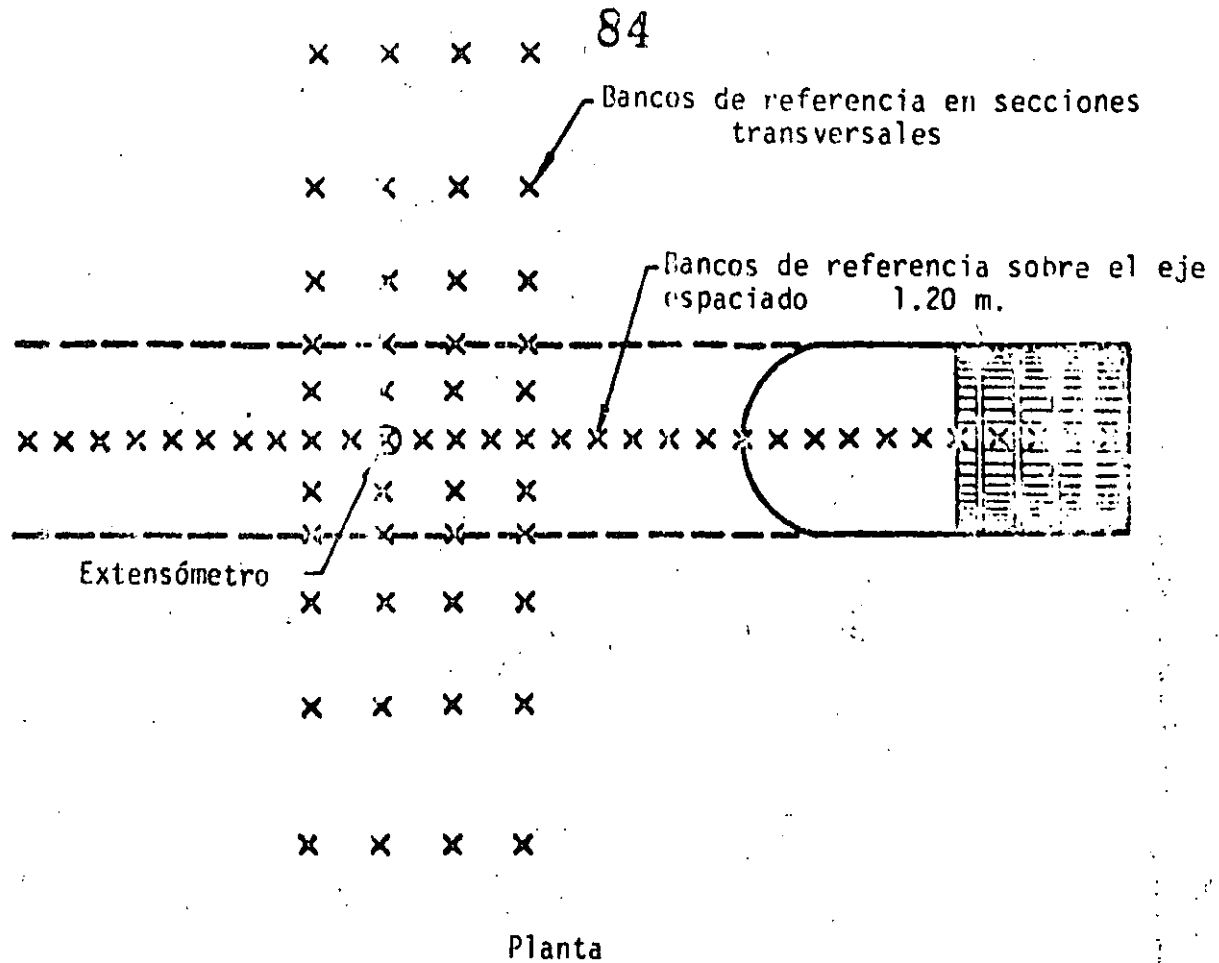 84
Bancos de referencia en secciones
transversales
Bancos de referencia sobre el eje
espaciado 1.20 m.
Extensómetro
Planta